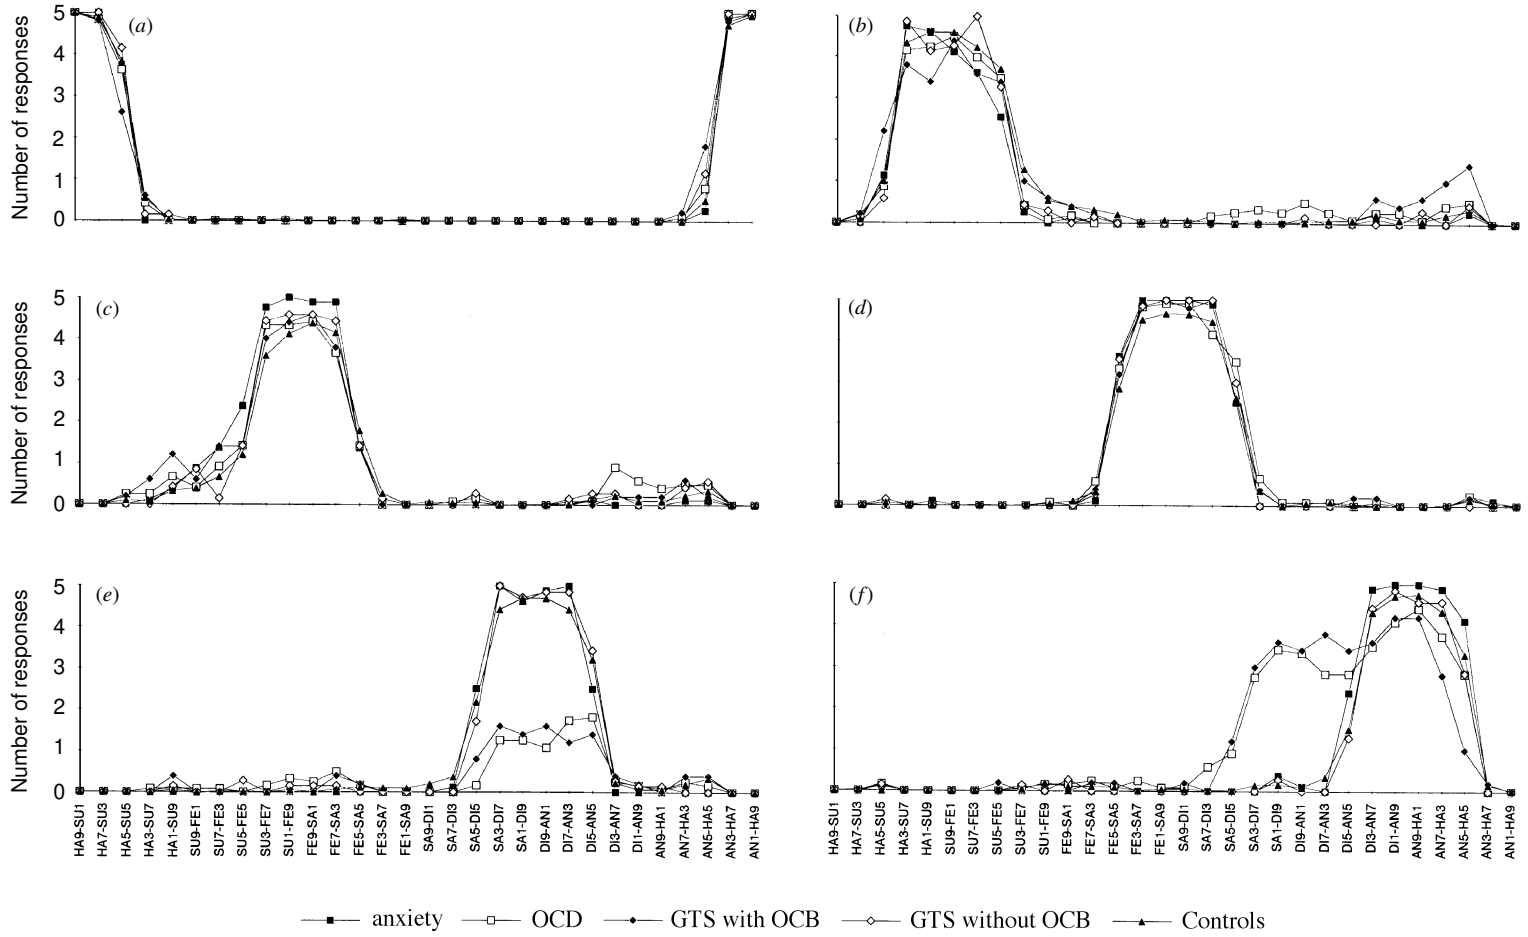 (a)
(b)
Number of responses
5
4
3
2
1
0
(c)
(d)
Number of responses
5
4
3
2
1
0
(e)
(f)
Number of responses
5
4
3
2
1
0
HA9-SU1
HA7-SU3
HA5-SU5
HA3-SU7
HA1-SU9
SU9-FE1
SU7-FE3
SU5-FE5
SU3-FE7
SU1-FE9
FE9-SA1
FE7-SA3
FE5-SA5
FE3-SA7
FE1-SA9
SA9-DI1
SA7-DI3
SA5-DI5
SA3-DI7
SA1-DI9
DI9-AN1
DI7-AN3
DI5-AN5
DI3-AN7
DI1-AN9
AN9-HA1
AN7-HA3
AN5-HA5
AN3-HA7
AN1-HA9
HA9-SU1
HA7-SU3
HA5-SU5
HA3-SU7
HA1-SU9
SU9-FE1
SU7-FE3
SU5-FE5
SU3-FE7
SU1-FE9
FE9-SA1
FE7-SA3
FE5-SA5
FE3-SA7
FE1-SA9
SA9-DI1
SA7-DI3
SA5-DI5
SA3-DI7
SA1-DI9
DI9-AN1
DI7-AN3
DI5-AN5
DI3-AN7
DI1-AN9
AN9-HA1
AN7-HA3
AN5-HA5
AN3-HA7
AN1-HA9
anxiety OCD GTS with OCB GTS without OCB Controls